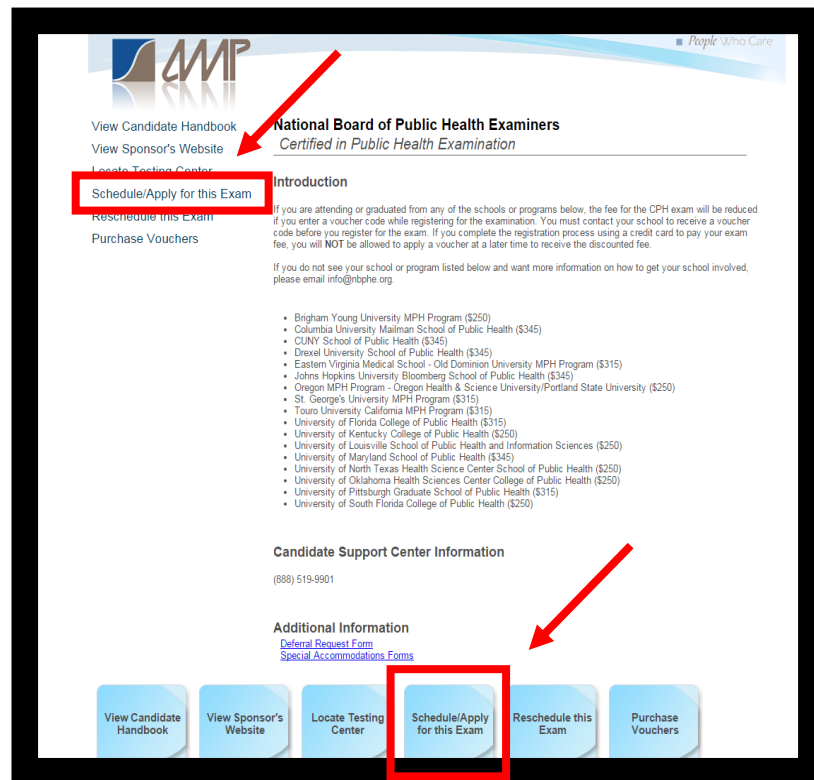 AMP
People Who Care
View Candidate Handbook
View Sponsor's Website
Locate Testing Center
Schedule/Apply for this Exam
Reschedule this Exam
Purchase Vouchers
National Board of Public Health Examiners
Certified in Public Health Examination
Introduction
If you are attending or graduated from any of the schools or programs below, the fee for the CPH exam will be reduced
if you enter a voucher code while registering for the examination. You must contact your school to receive a voucher
code before you register for the exam. If you complete the registration process using a credit card to pay your exam
fee, you will NOT be allowed to apply a voucher at a later time to receive the discounted fee.
If you do not see your school or program listed below and want more information on how to get your school involved,
please email info@nbphe.org.
• Brigham Young University MPH Program ($250)
• Columbia University Mailman School of Public Health ($345)
• CUNY School of Public Health ($345)
• Drexel University School of Public Health ($345)
• Eastern Virginia Medical School - Old Dominion University MPH Program ($315)
• Johns Hopkins University Bloomberg School of Public Health ($345)
• Oregon MPH Program - Oregon Health & Science University/Portland State University ($250)
• St. George's University MPH Program ($315)
• Touro University California MPH Program ($315)
• University of Florida College of Public Health ($315)
• University of Kentucky College of Public Health ($250)
• University of Louisville School of Public Health and Information Sciences ($250)
• University of Maryland School of Public Health ($345)
• University of North Texas Health Science Center School of Public Health ($250)
• University of Oklahoma Health Sciences Center College of Public Health ($250)
• University of Pittsburgh Graduate School of Public Health ($315)
• University of South Florida College of Public Health ($250)
Candidate Support Center Information
(888) 519-9901
Additional Information
Deferral Request Form
Special Accommodations Forms
View Candidate
Handbook
View Sponsor's
Website
Locate Testing
Center
Schedule/Apply
for this Exam
Reschedule this
Exam
Purchase
Vouchers